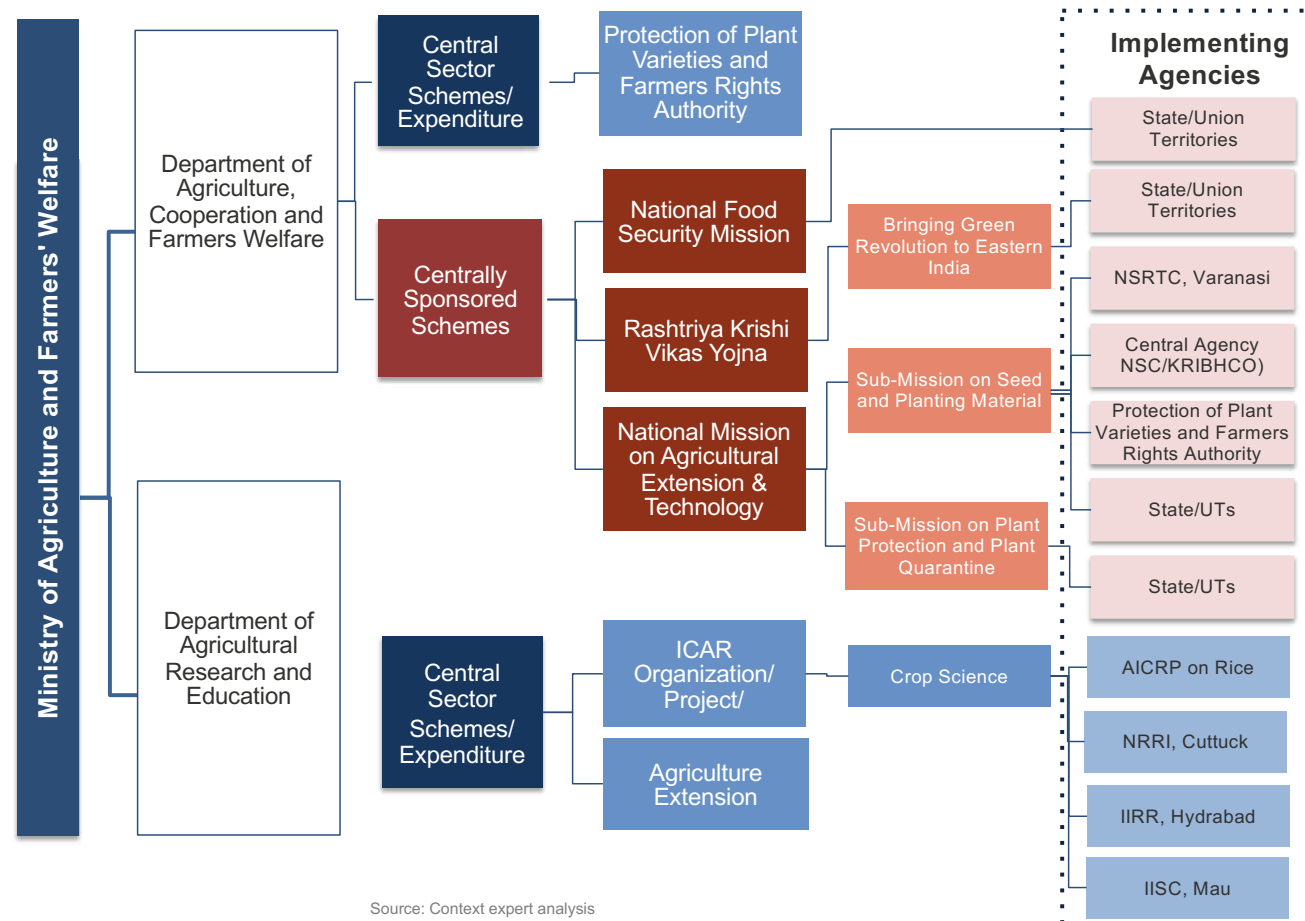 Ministry of Agriculture and Farmers' Welfare
Department of
Agriculture,
Cooperation and
Farmers Welfare
Department of
Agricultural
Research and
Education
Central
Sector
Schemes/
Expenditure
Centrally
Sponsored
Schemes
Central
Sector
Schemes/
Expenditure
Protection of Plant
Varieties and
Farmers Rights
Authority
National Food
Security Mission
Rashtriya Krishi
Vikas Yojna
National Mission
on Agricultural
Extension &
Technology
ICAR
Organization/
Project/
Agriculture
Extension
Bringing Green
Revolution to Eastern
India
Sub-Mission on Seed
and Planting Material
Sub-Mission on Plant
Protection and Plant
Quarantine
Crop Science
Implementing
Agencies
State/Union
Territories
State/Union
Territories
NSRTC, Varanasi
Central Agency
NSC/KRIBHCO)
Protection of Plant
Varieties and Farmers
Rights Authority
State/UTs
State/UTs
AICRP on Rice
NRRI, Cuttuck
IIRR, Hydrabad
IISC, Mau
Source: Context expert analysis